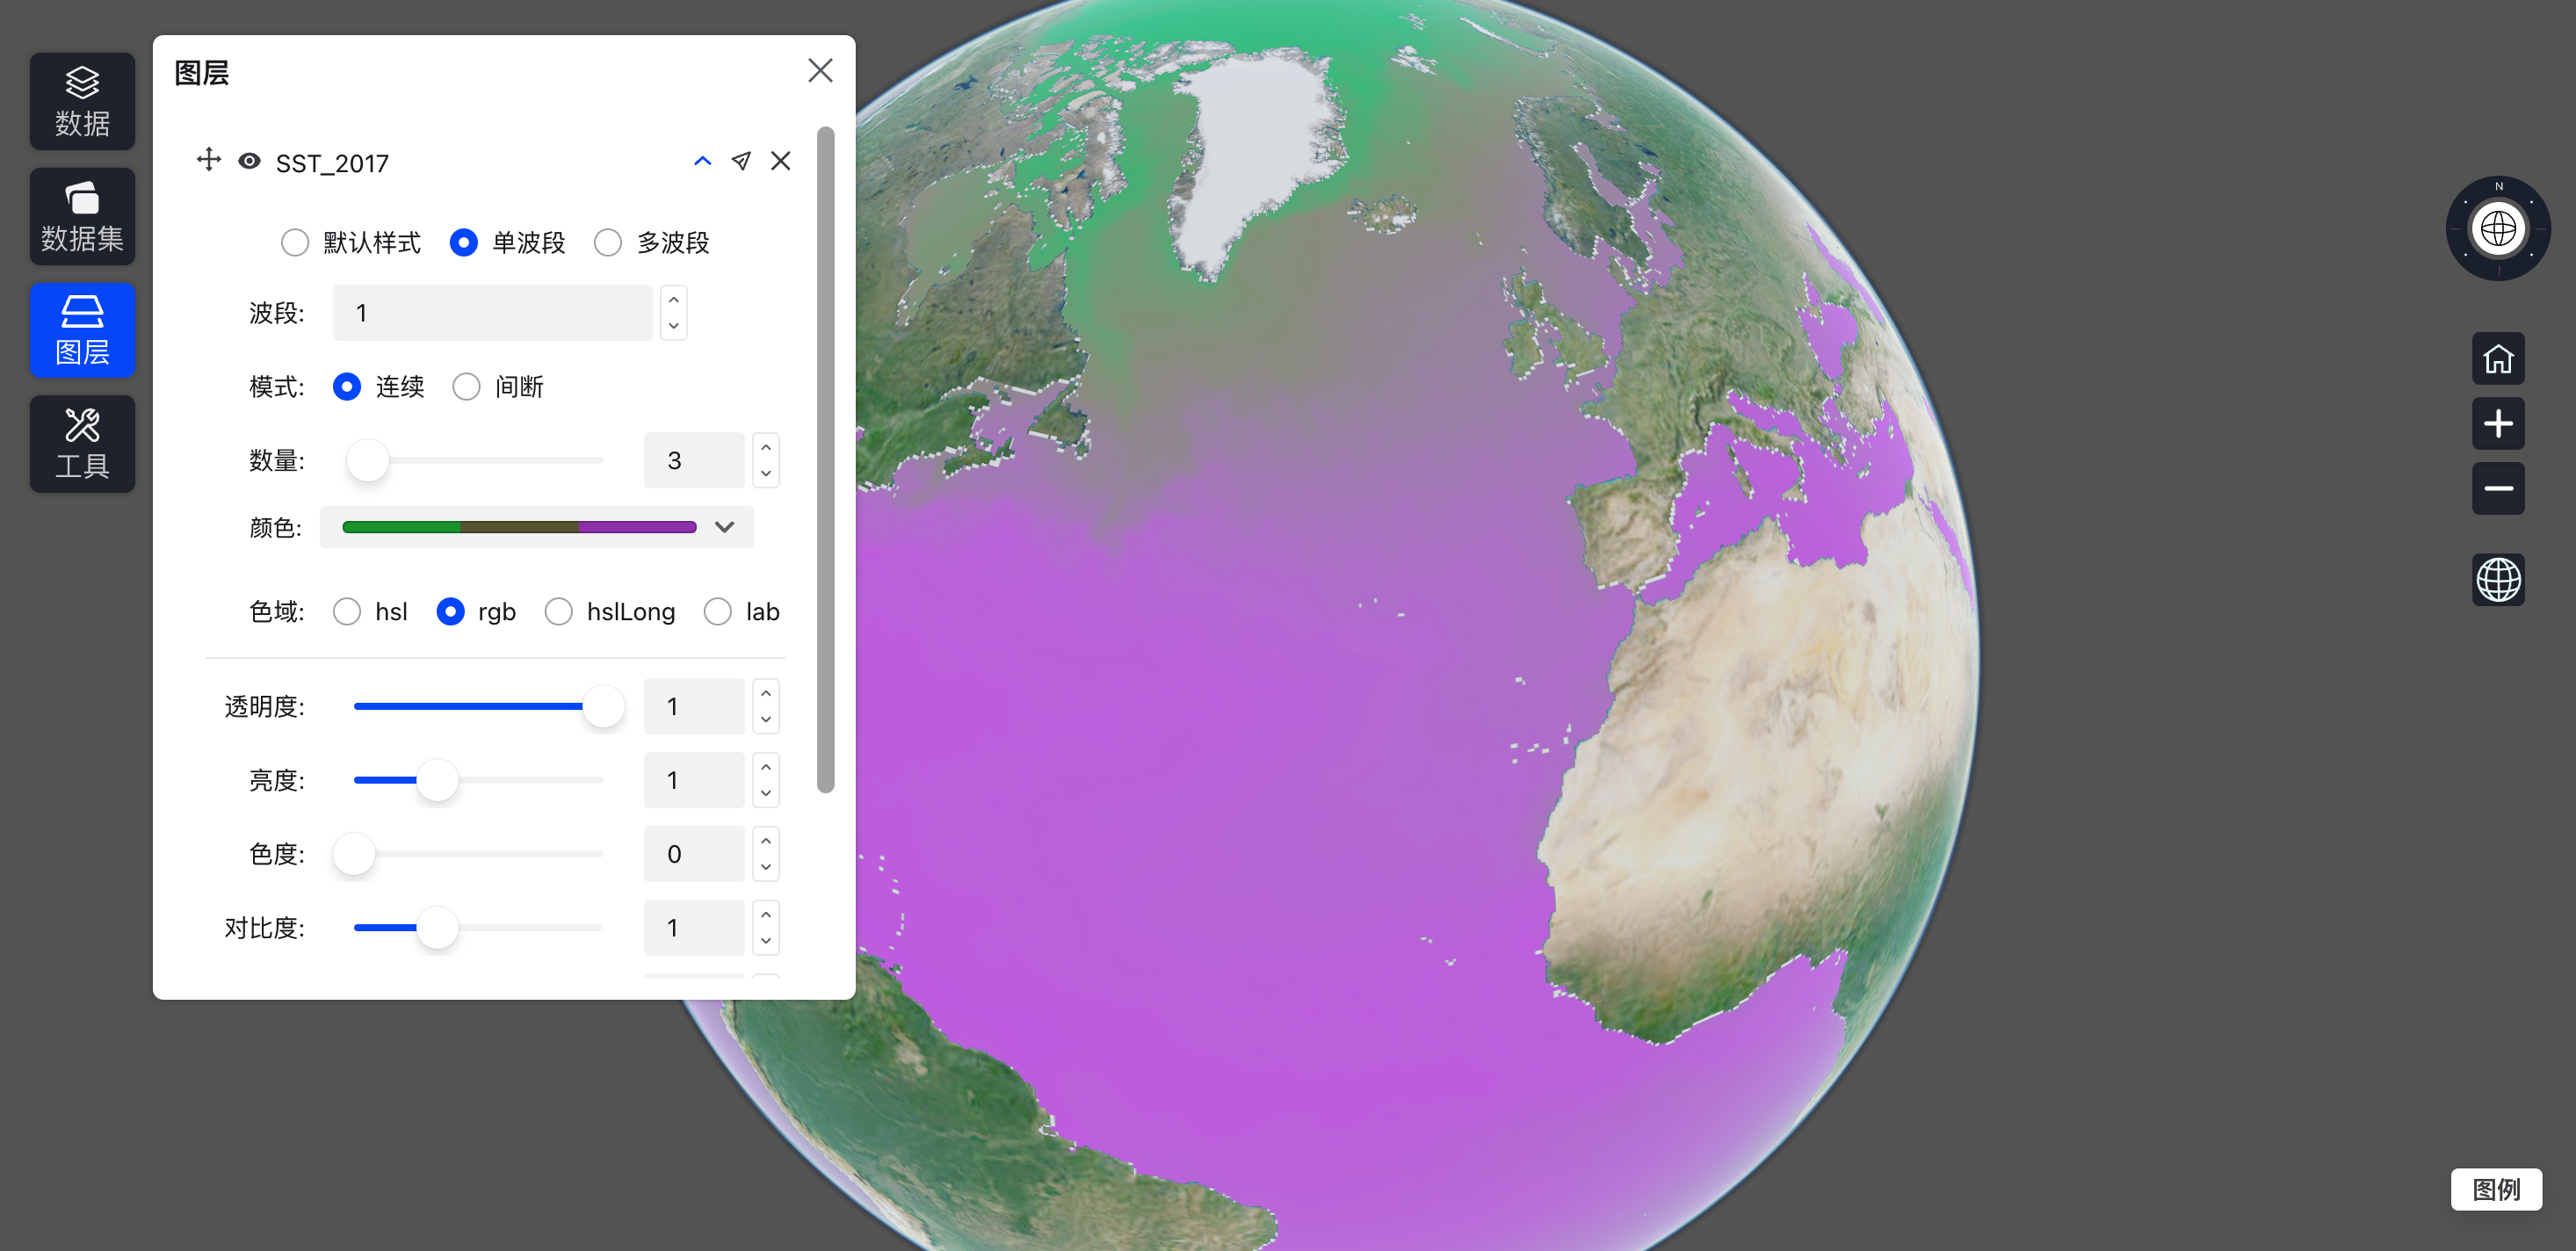 数据
数据集
图层
工具
图层
SST_2017
默认样式 单波段 多波段
波段: 1
模式: 连续 间断
数量: 3
颜色:
色域: hsl rgb hslLong lab
透明度: 1
亮度: 1
色度: 0
对比度: 1
N
图例